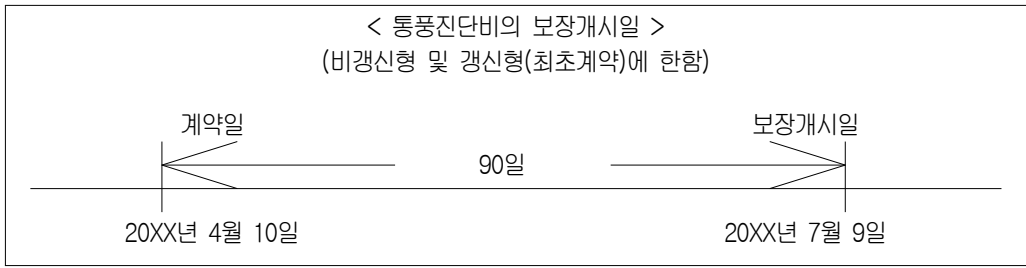 < 통풍진단비의 보장개시일 >
(비갱신형 및 갱신형(최초계약)에 한함)
계약일 보장개시일
90일
20XX년 4월 10일 20XX년 7월 9일